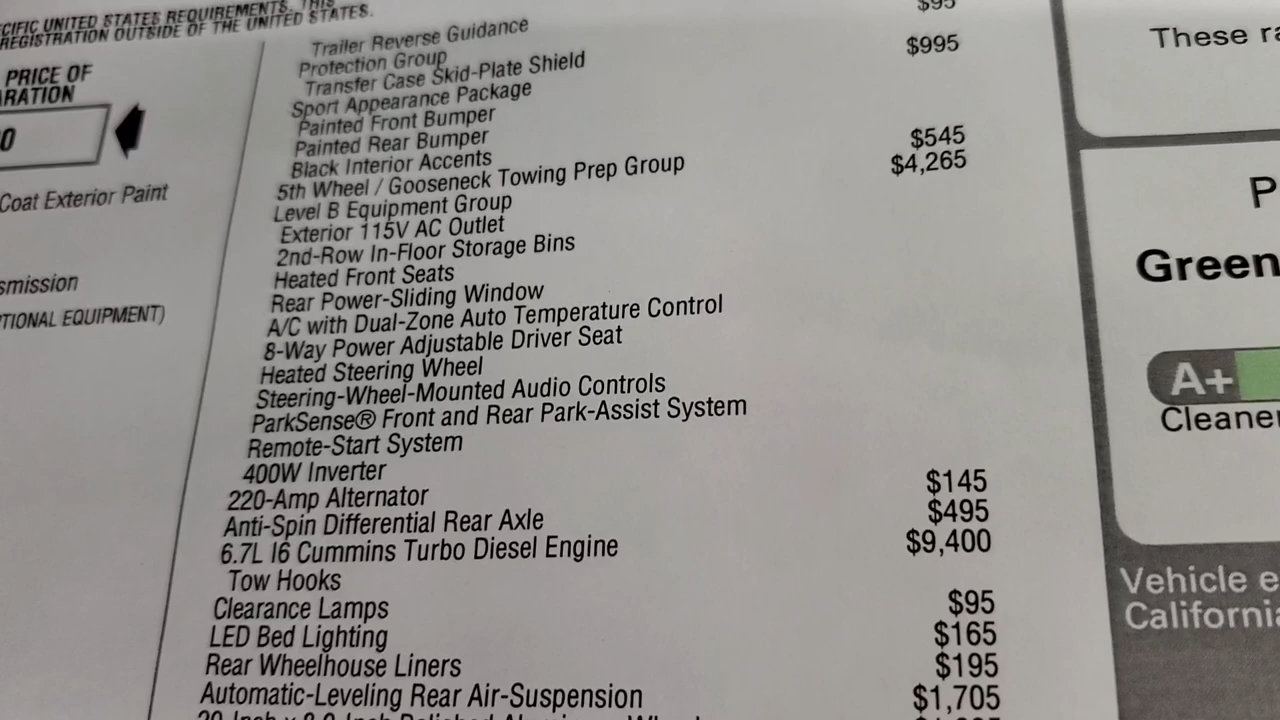 CIFIC UNITED STATES REQUIREMENTS. THIS
REGISTRATION OUTSIDE OF THE UNITED STATES.
PRICE OF
ARATION
0
Coat Exterior Paint
smission
TIONAL EQUIPMENT)
$95
Trailer Reverse Guidance
Protection Group $995
Transfer Case Skid-Plate Shield
Sport Appearance Package
Painted Front Bumper
Painted Rear Bumper
Black Interior Accents $545
5th Wheel / Gooseneck Towing Prep Group $4,265
Level B Equipment Group
Exterior 115V AC Outlet
2nd-Row In-Floor Storage Bins
Heated Front Seats
Rear Power-Sliding Window
A/C with Dual-Zone Auto Temperature Control
8-Way Power Adjustable Driver Seat
Heated Steering Wheel
Steering-Wheel-Mounted Audio Controls
ParkSense® Front and Rear Park-Assist System
Remote-Start System
400W Inverter
220-Amp Alternator $145
Anti-Spin Differential Rear Axle $495
6.7L I6 Cummins Turbo Diesel Engine $9,400
Tow Hooks
Clearance Lamps $95
LED Bed Lighting $165
Rear Wheelhouse Liners $195
Automatic-Leveling Rear Air-Suspension $1,705
These ra
P
Green
A+
Cleaner
Vehicle e
California